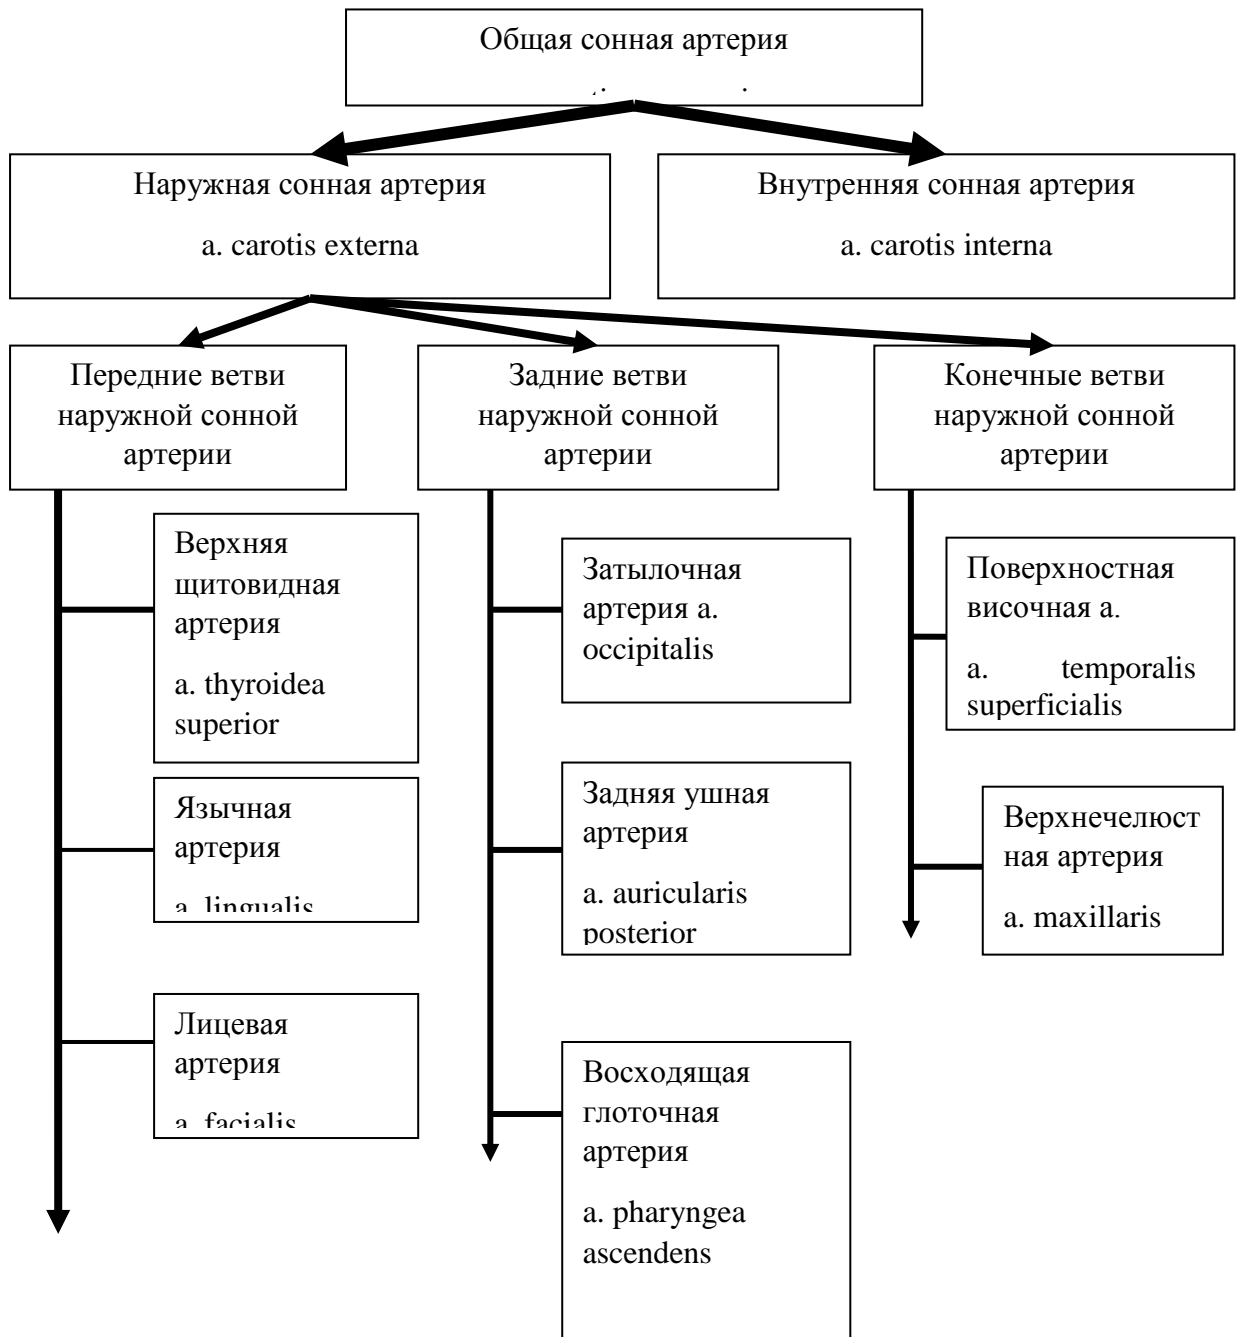 Общая сонная артерия
Наружная сонная артерия
a. carotis externa
Внутренняя сонная артерия
a. carotis interna
Передние ветви
наружной сонной
артерии
Задние ветви
наружной сонной
артерии
Конечные ветви
наружной сонной
артерии
Верхняя
щитовидная
артерия
a. thyroidea
superior
Язычная
артерия
a. lingualis
Лицевая
артерия
a. facialis
Затылочная
артерия a.
occipitalis
Задняя ушная
артерия
a. auricularis
posterior
Восходящая
глоточная
артерия
a. pharyngea
ascendens
Поверхностная
височная a.
a. temporalis
superficialis
Верхнечелюст
ная артерия
a. maxillaris